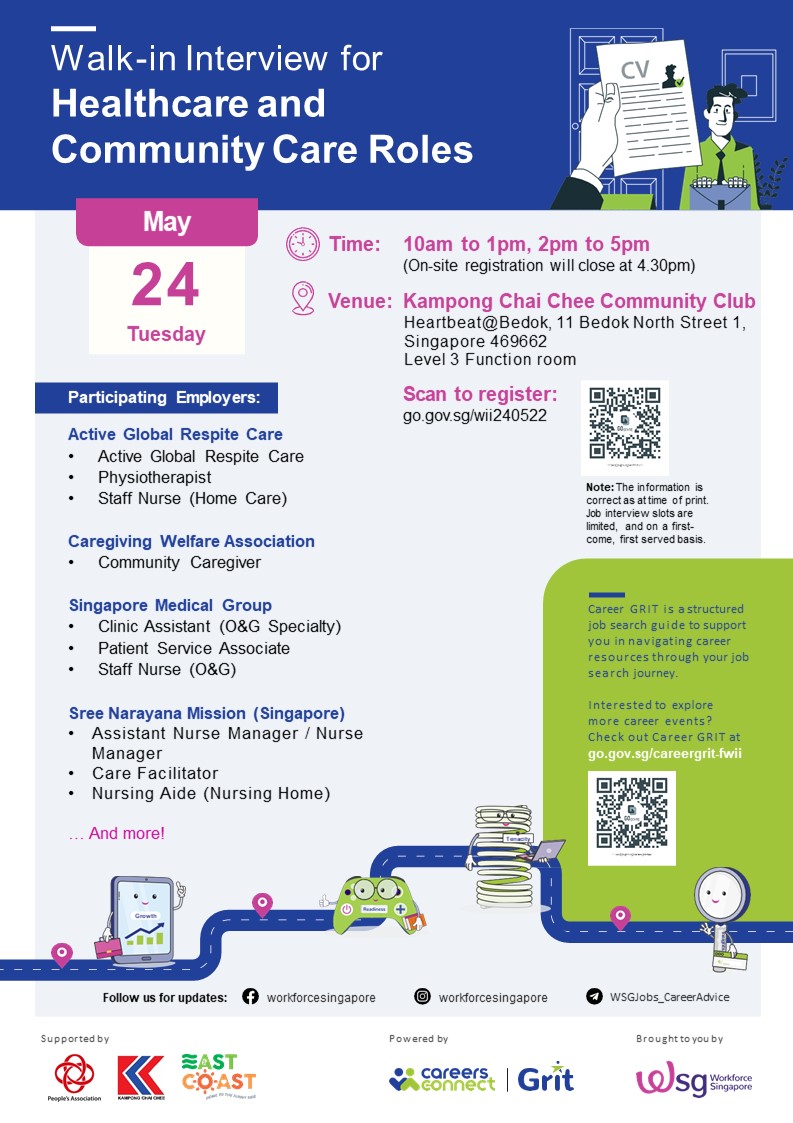 Walk-in Interview for
Healthcare and
Community Care Roles
CV
May
24
Tuesday
Time: 10am to 1pm, 2pm to 5pm
(On-site registration will close at 4.30pm)
Venue: Kampong Chai Chee Community Club
Heartbeat@Bedok, 11 Bedok North Street 1,
Singapore 469662
Level 3 Function room
Scan to register:
go.gov.sg/wii240522
Note: The information is
correct as at time of print.
Job interview slots are
limited, and on a first-
come, first served basis.
Participating Employers:
Active Global Respite Care
• Active Global Respite Care
• Physiotherapist
• Staff Nurse (Home Care)
Caregiving Welfare Association
• Community Caregiver
Singapore Medical Group
• Clinic Assistant (O&G Specialty)
• Patient Service Associate
• Staff Nurse (O&G)
Sree Narayana Mission (Singapore)
• Assistant Nurse Manager / Nurse
Manager
• Care Facilitator
• Nursing Aide (Nursing Home)
… And more!
Career GRIT is a structured
job search guide to support
you in navigating career
resources through your job
search journey.
Interested to explore
more career events?
Check out Career GRIT at
go.gov.sg/careergrit-fwii
Growth
Readiness
Tenacity
Follow us for updates:
workforcesingapore
workforcesingapore
WSGJobs_CareerAdvice
Supported by
People's Association
KAMPONG CHAI CHEE
EAST
COAST
HOME BY THE SUNNY SIDE
Powered by
careers
connect
Grit
Brought to you by
wsg
Workforce
Singapore